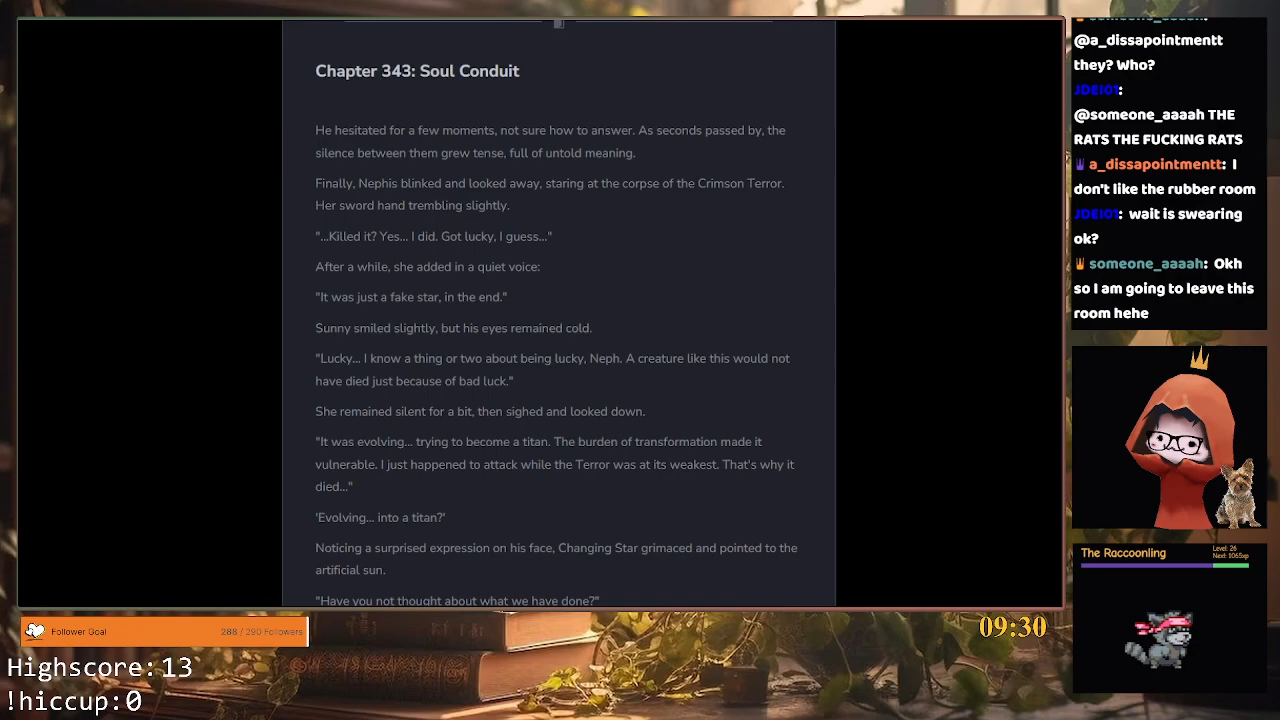 Chapter 343: Soul Conduit
He hesitated for a few moments, not sure how to answer. As seconds passed by, the
silence between them grew tense, full of untold meaning.
Finally, Nephis blinked and looked away, staring at the corpse of the Crimson Terror.
Her sword hand trembling slightly.
"...Killed it? Yes... I did. Got lucky, I guess..."
After a while, she added in a quiet voice:
"It was just a fake star, in the end."
Sunny smiled slightly, but his eyes remained cold.
"Lucky... I know a thing or two about being lucky, Neph. A creature like this would not
have died just because of bad luck."
She remained silent for a bit, then sighed and looked down.
"It was evolving... trying to become a titan. The burden of transformation made it
vulnerable. I just happened to attack while the Terror was at its weakest. That's why it
died..."
'Evolving... into a titan?'
Noticing a surprised expression on his face, Changing Star grimaced and pointed to the
artificial sun.
"Have you not thought about what we have done?"
someone_aaaah:
@a_dissapointmentt
they? Who?
JDEI01:
@someone_aaaah THE
RATS THE FUCKING RATS
a_dissapointmentt: I
don't like the rubber room
JDEI01: wait is swearing
ok?
someone_aaaah: Okh
so I am going to leave this
room hehe
The Raccoonling
Level: 26
Next: 1065xp
Follower Goal
288 / 290 Followers
09:30
Highscore:13
!hiccup:0